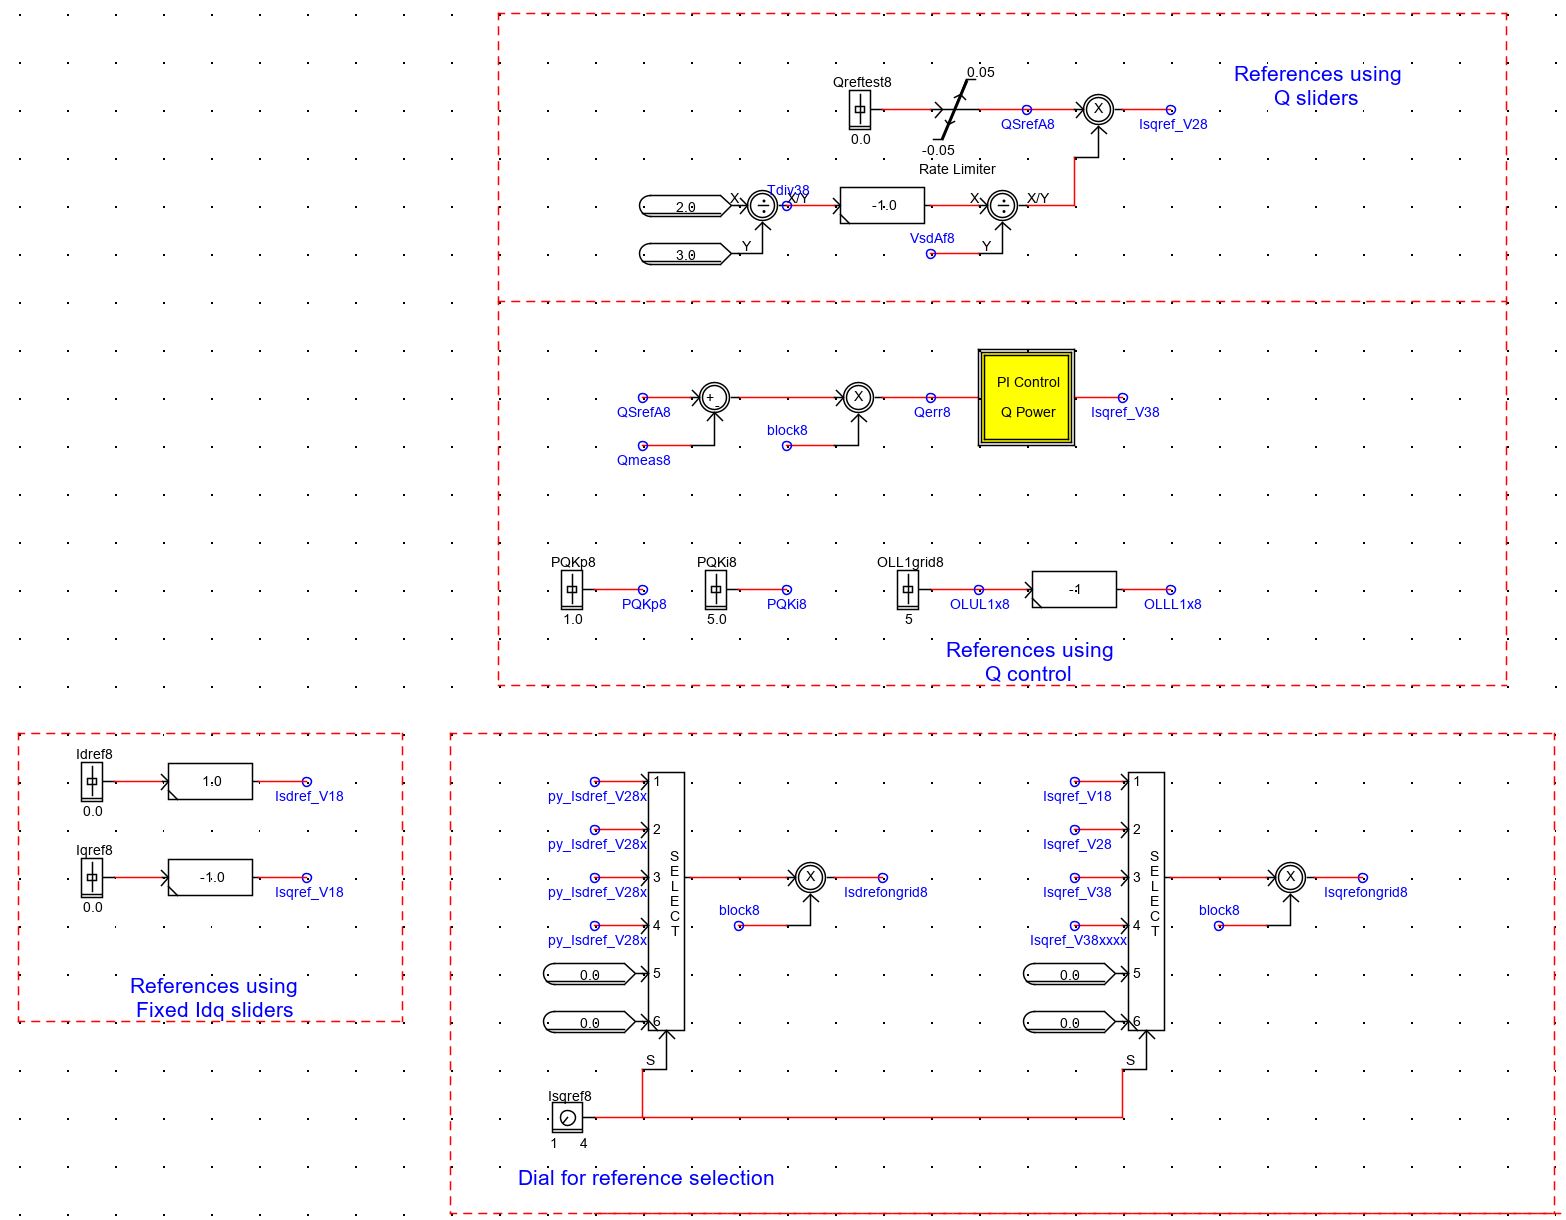 References using
Q sliders
Qreftest8
0.0
0.05
-0.05
Rate Limiter
QSrefA8
X
Isqref_V28
2.0
X
÷
Tdiv38
X/Y
-1.0
X
÷
X/Y
3.0
Y
VsdAf8
Y
QSrefA8
+
-
Qmeas8
X
block8
Qerr8
PI Control
Q Power
Isqref_V38
PQKp8
1.0
PQKp8
PQKi8
5.0
PQKi8
OLL1grid8
5
OLUL1x8
-1
OLLL1x8
References using
Q control
Idref8
0.0
1.0
Isdref_V18
Iqref8
0.0
-1.0
Isqref_V18
References using
Fixed Idq sliders
py_Isdref_V28x
1
py_Isdref_V28x
2
py_Isdref_V28x
3
py_Isdref_V28x
4
0.0
5
0.0
6
SELECT
S
X
block8
Isdrefongrid8
Isqref_V18
1
Isqref_V28
2
Isqref_V38
3
Isqref_V38xxxx
4
0.0
5
0.0
6
SELECT
S
X
block8
Isqrefongrid8
Isqref8
1 4
Dial for reference selection